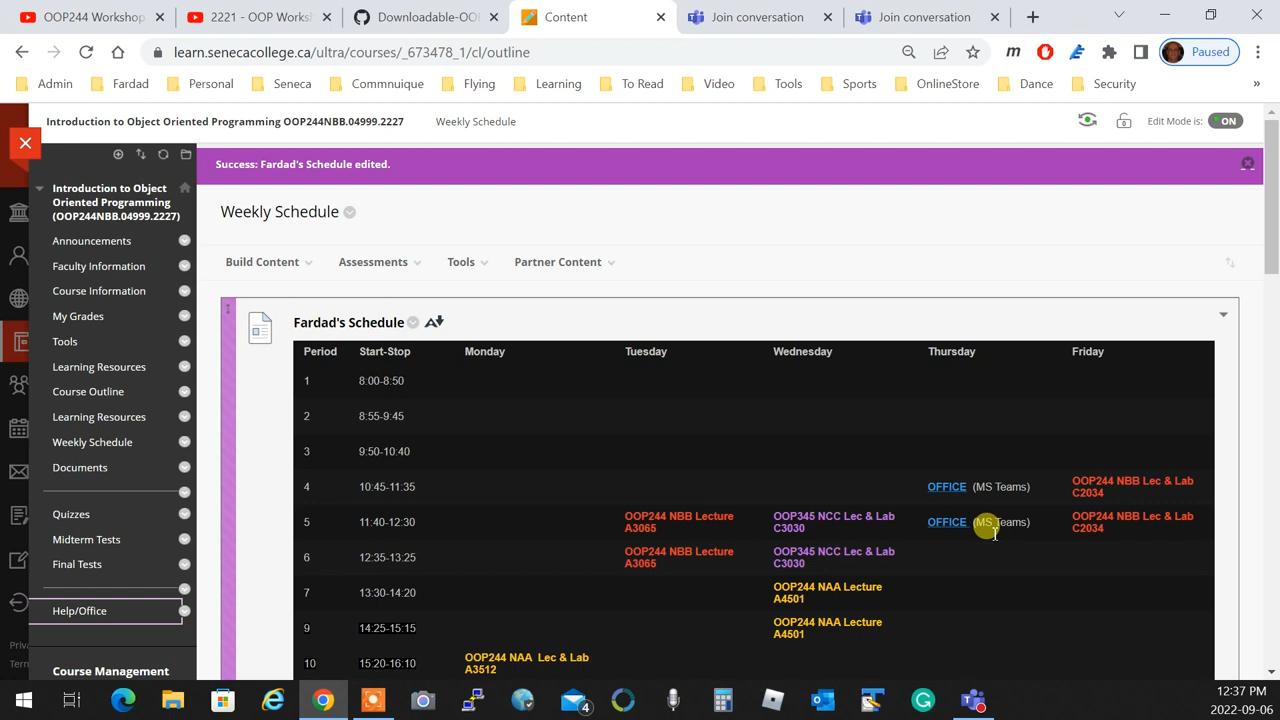 OOP244 Workshop
2221 - OOP Works
Downloadable-OO
Content
Join conversation
Join conversation
learn.senecacollege.ca/ultra/courses/_673478_1/cl/outline
Paused
Admin
Fardad
Personal
Seneca
Commnuique
Flying
Learning
To Read
Video
Tools
Sports
OnlineStore
Dance
Security
»
Introduction to Object Oriented Programming OOP244NBB.04999.2227
Weekly Schedule
Edit Mode is:
ON
Success: Fardad's Schedule edited.
Introduction to Object
Oriented Programming
(OOP244NBB.04999.2227)
Announcements
Faculty Information
Course Information
My Grades
Tools
Learning Resources
Course Outline
Learning Resources
Weekly Schedule
Documents
Quizzes
Midterm Tests
Final Tests
Help/Office
Course Management
Priva
Term
Weekly Schedule
Build Content
Assessments
Tools
Partner Content
Fardad's Schedule
Period Start-Stop Monday Tuesday Wednesday Thursday Friday
1 8:00-8:50
2 8:55-9:45
3 9:50-10:40
4 10:45-11:35 OFFICE (MS Teams) OOP244 NBB Lec & Lab
C2034
5 11:40-12:30 OOP244 NBB Lecture OOP345 NCC Lec & Lab OFFICE (MS Teams) OOP244 NBB Lec & Lab
A3065 C3030 C2034
6 12:35-13:25 OOP244 NBB Lecture OOP345 NCC Lec & Lab
A3065 C3030
7 13:30-14:20 OOP244 NAA Lecture
A4501
9 14:25-15:15 OOP244 NAA Lecture
A4501
10 15:20-16:10 OOP244 NAA Lec & Lab
A3512
4
12:37 PM
2022-09-06